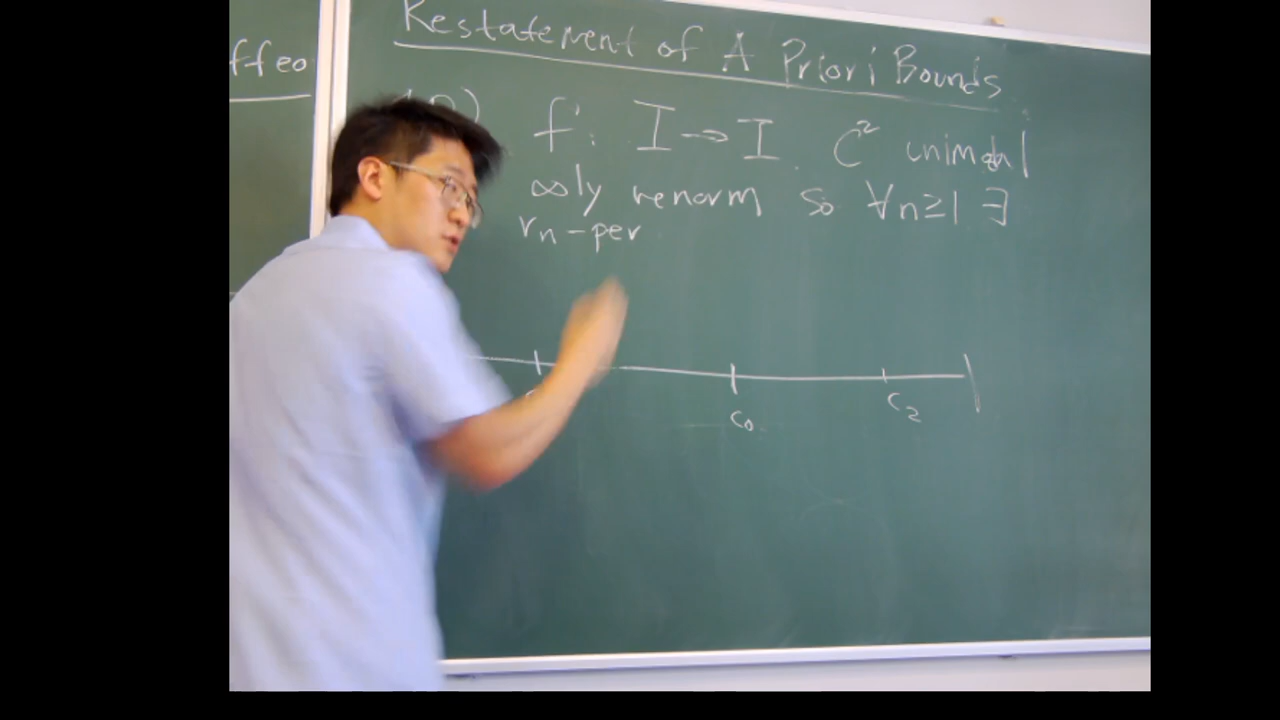 ffeo
Restatement of A Priori Bounds
f: I → I C² unimodal
∞ly renorm so ∀n≥1 ∃
rn-per
c0
c2